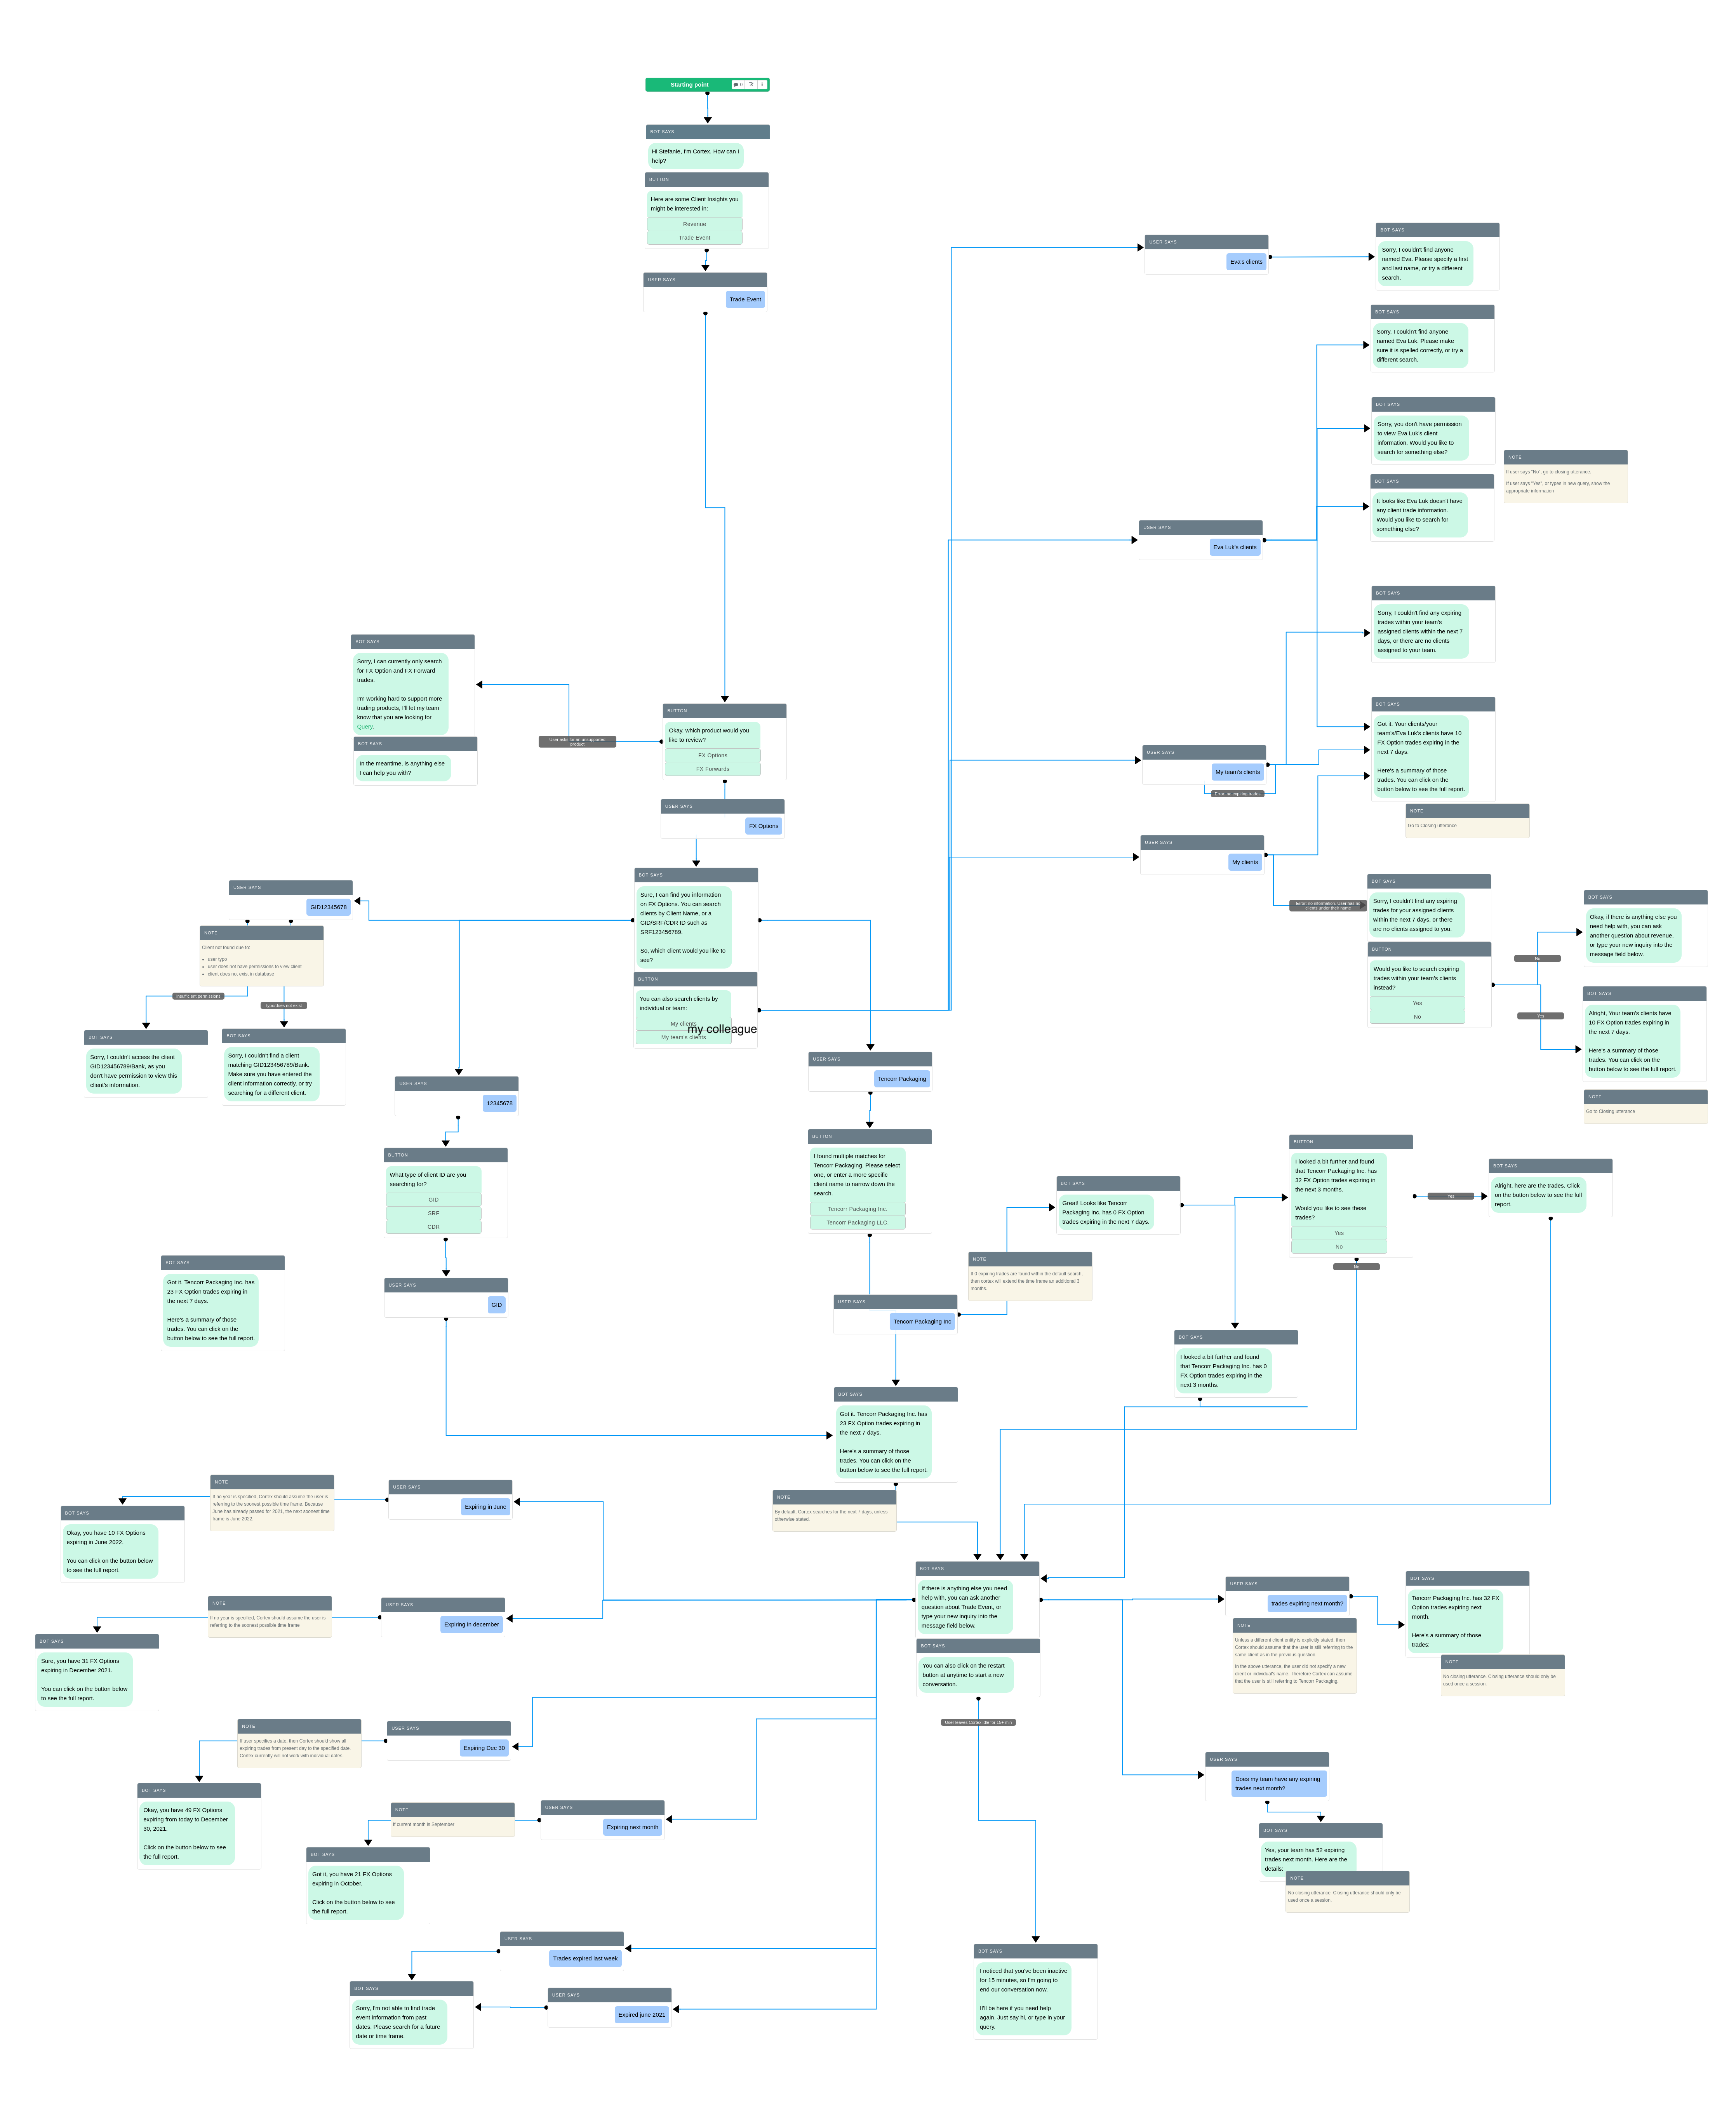 Starting point
0
BOT SAYS
Hi Stefanie, I'm Cortex. How can I
help?
BUTTON
Here are some Client Insights you
might be interested in:
Revenue
Trade Event
USER SAYS
Trade Event
USER SAYS
Eva's clients
BOT SAYS
Sorry, I couldn't find anyone
named Eva. Please specify a first
and last name, or try a different
search.
BOT SAYS
Sorry, I couldn't find anyone
named Eva Luk. Please make
sure it is spelled correctly, or try a
different search.
BOT SAYS
Sorry, you don't have permission
to view Eva Luk's client
information. Would you like to
search for something else?
NOTE
If user says "No", go to closing utterance.
If user says "Yes". or types in new query, show the
appropriate information
BOT SAYS
It looks like Eva Luk doesn't have
any client trade information.
Would you like to search for
something else?
USER SAYS
Eva Luk's clients
BOT SAYS
Sorry, I couldn't find any expiring
trades within your team's
assigned clients within the next 7
days, or there are no clients
assigned to your team.
BOT SAYS
Sorry, I can currently only search
for FX Option and FX Forward
trades.
I'm working hard to support more
trading products, I'll let my team
know that you are looking for
Query.
BOT SAYS
In the meantime, is anything else
I can help you with?
User asks for an unsupported
product
BUTTON
Okay, which product would you
like to review?
FX Options
FX Forwards
USER SAYS
FX Options
BOT SAYS
Got it. Your clients/your
team's/Eva Luk's clients have 10
FX Option trades expiring in the
next 7 days.
Here's a summary of those
trades. You can click on the
button below to see the full report.
NOTE
Go to Closing utterance
USER SAYS
My team's clients
Error: no expiring trades
USER SAYS
My clients
Error: no information. User has no
clients under their name
BOT SAYS
Sorry, I couldn't find any expiring
trades for your assigned clients
within the next 7 days, or there
are no clients assigned to you.
BUTTON
Would you like to search expiring
trades within your team's clients
instead?
Yes
No
No
Yes
BOT SAYS
Okay, if there is anything else you
need help with, you can ask
another question about revenue,
or type your new inquiry into the
message field below.
BOT SAYS
Alright, Your team's clients have
10 FX Option trades expiring in
the next 7 days.
Here's a summary of those
trades. You can click on the
button below to see the full report.
NOTE
Go to Closing utterance
BOT SAYS
Sure, I can find you information
on FX Options. You can search
clients by Client Name, or a
GID/SRF/CDR ID such as
SRF123456789.
So, which client would you like to
see?
BUTTON
You can also search clients by
individual or team:
My clients
my colleague
My team's clients
USER SAYS
GID12345678
NOTE
Client not found due to:
user typo
user does not have permissions to view client
client does not exist in database
Insufficient permissions
typo/does not exist
BOT SAYS
Sorry, I couldn't access the client
GID123456789/Bank, as you
don't have permission to view this
client's information.
BOT SAYS
Sorry, I couldn't find a client
matching GID123456789/Bank.
Make sure you have entered the
client information correctly, or try
searching for a different client.
USER SAYS
12345678
BUTTON
What type of client ID are you
searching for?
GID
SRF
CDR
USER SAYS
GID
USER SAYS
Tencorr Packaging
BUTTON
I found multiple matches for
Tencorr Packaging. Please select
one, or enter a more specific
client name to narrow down the
search.
Tencorr Packaging Inc.
Tencorr Packaging LLC.
USER SAYS
Tencorr Packaging Inc
NOTE
If 0 expiring trades are found within the default search,
then cortex will extend the time frame an additional 3
months.
BOT SAYS
Great! Looks like Tencorr
Packaging Inc. has 0 FX Option
trades expiring in the next 7 days.
BUTTON
I looked a bit further and found
that Tencorr Packaging Inc. has
32 FX Option trades expiring in
the next 3 months.
Would you like to see these
trades?
Yes
No
Yes
No
BOT SAYS
Alright, here are the trades. Click
on the button below to see the full
report.
BOT SAYS
I looked a bit further and found
that Tencorr Packaging Inc. has 0
FX Option trades expiring in the
next 3 months.
BOT SAYS
Got it. Tencorr Packaging Inc. has
23 FX Option trades expiring in
the next 7 days.
Here's a summary of those
trades. You can click on the
button below to see the full report.
BOT SAYS
Got it. Tencorr Packaging Inc. has
23 FX Option trades expiring in
the next 7 days.
Here's a summary of those
trades. You can click on the
button below to see the full report.
NOTE
By default, Cortex searches for the next 7 days, unless
otherwise stated.
USER SAYS
Expiring in June
NOTE
If no year is specified, Cortex should assume the user is
referring to the soonest possible time frame. Because
June has already passed for 2021, the next soonest time
frame is June 2022.
BOT SAYS
Okay, you have 10 FX Options
expiring in June 2022.
You can click on the button below
to see the full report.
USER SAYS
Expiring in december
NOTE
If no year is specified, Cortex should assume the user is
referring to the soonest possible time frame
BOT SAYS
Sure, you have 31 FX Options
expiring in December 2021.
You can click on the button below
to see the full report.
BOT SAYS
If there is anything else you need
help with, you can ask another
question about Trade Event, or
type your new inquiry into the
message field below.
BOT SAYS
You can also click on the restart
button at anytime to start a new
conversation.
User leaves Cortex idle for 15+ min
USER SAYS
trades expiring next month?
NOTE
Unless a different client entity is explicitly stated, then
Cortex should assume that the user is still referring to the
same client as in the previous question.
In the above utterance, the user did not specify a new
client or individual's name. Therefore Cortex can assume
that the user is still referring to Tencorr Packaging.
BOT SAYS
Tencorr Packaging Inc. has 32 FX
Option trades expiring next
month.
Here's a summary of those
trades:
NOTE
No closing utterance. Closing utterance should only be
used once a session.
USER SAYS
Expiring Dec 30
NOTE
If user specifies a date, then Cortex should show all
expiring trades from present day to the specified date.
Cortex currently will not work with individual dates.
BOT SAYS
Okay, you have 49 FX Options
expiring from today to December
30, 2021.
Click on the button below to see
the full report.
USER SAYS
Expiring next month
NOTE
If current month is September
BOT SAYS
Got it, you have 21 FX Options
expiring in October.
Click on the button below to see
the full report.
USER SAYS
Does my team have any expiring
trades next month?
BOT SAYS
Yes, your team has 52 expiring
trades next month. Here are the
details:
NOTE
No closing utterance. Closing utterance should only be
used once a session.
USER SAYS
Trades expired last week
USER SAYS
Expired june 2021
BOT SAYS
Sorry, I'm not able to find trade
event information from past
dates. Please search for a future
date or time frame.
BOT SAYS
I noticed that you've been inactive
for 15 minutes, so I'm going to
end our conversation now.
II'll be here if you need help
again. Just say hi, or type in your
query.